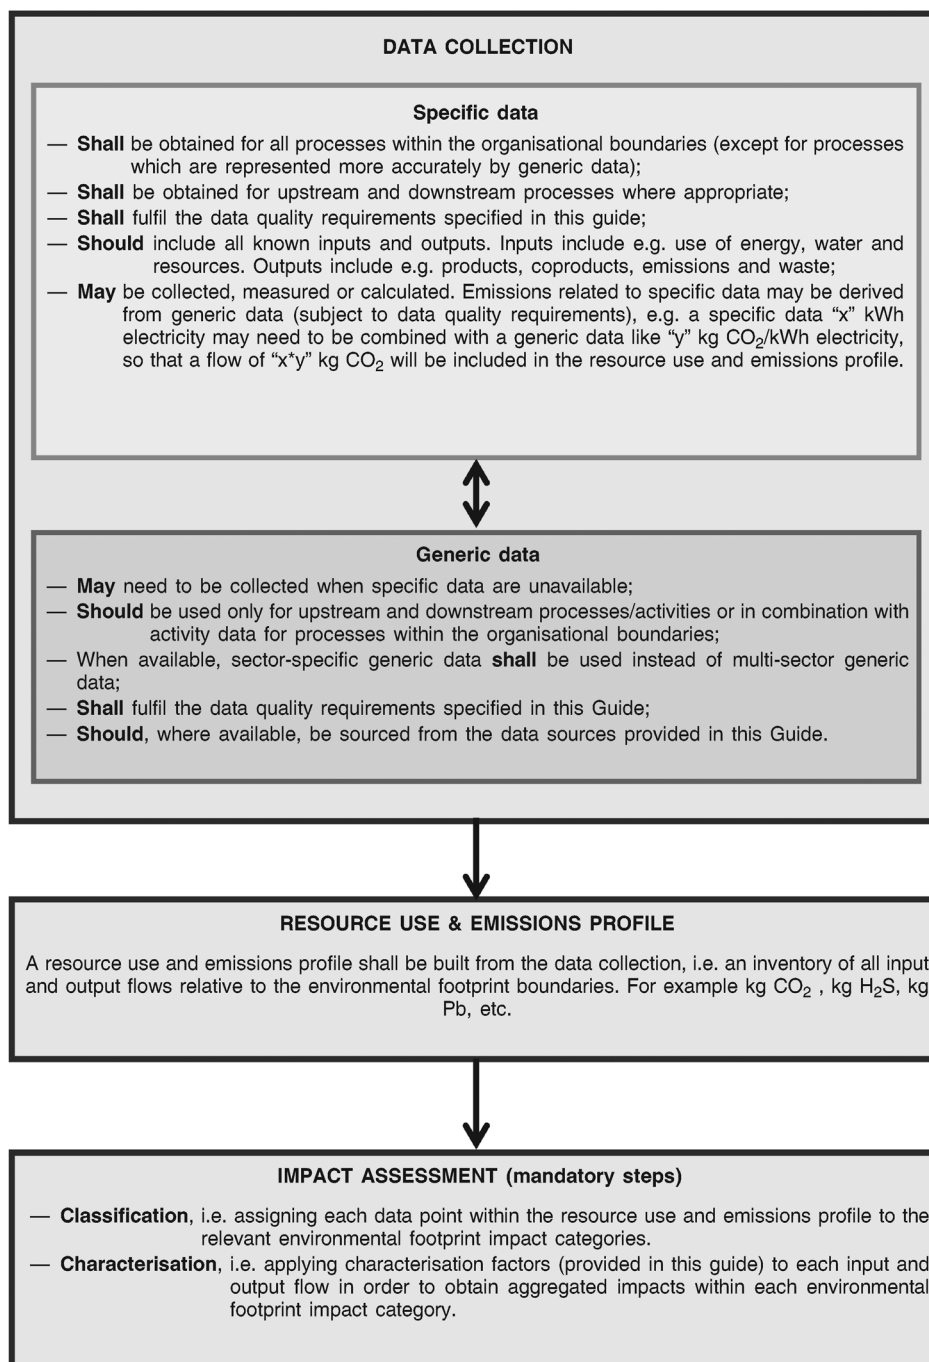 DATA COLLECTION
Specific data
— Shall be obtained for all processes within the organisational boundaries (except for processes
which are represented more accurately by generic data);
— Shall be obtained for upstream and downstream processes where appropriate;
— Shall fulfil the data quality requirements specified in this guide;
— Should include all known inputs and outputs. Inputs include e.g. use of energy, water and
resources. Outputs include e.g. products, coproducts, emissions and waste;
— May be collected, measured or calculated. Emissions related to specific data may be derived
from generic data (subject to data quality requirements), e.g. a specific data “x” kWh
electricity may need to be combined with a generic data like “y” kg CO₂/kWh electricity,
so that a flow of “x*y” kg CO₂ will be included in the resource use and emissions profile.
Generic data
— May need to be collected when specific data are unavailable;
— Should be used only for upstream and downstream processes/activities or in combination with
activity data for processes within the organisational boundaries;
— When available, sector-specific generic data shall be used instead of multi-sector generic
data;
— Shall fulfil the data quality requirements specified in this Guide;
— Should, where available, be sourced from the data sources provided in this Guide.
RESOURCE USE & EMISSIONS PROFILE
A resource use and emissions profile shall be built from the data collection, i.e. an inventory of all input
and output flows relative to the environmental footprint boundaries. For example kg CO₂ , kg H₂S, kg
Pb, etc.
IMPACT ASSESSMENT (mandatory steps)
— Classification, i.e. assigning each data point within the resource use and emissions profile to the
relevant environmental footprint impact categories.
— Characterisation, i.e. applying characterisation factors (provided in this guide) to each input and
output flow in order to obtain aggregated impacts within each environmental
footprint impact category.